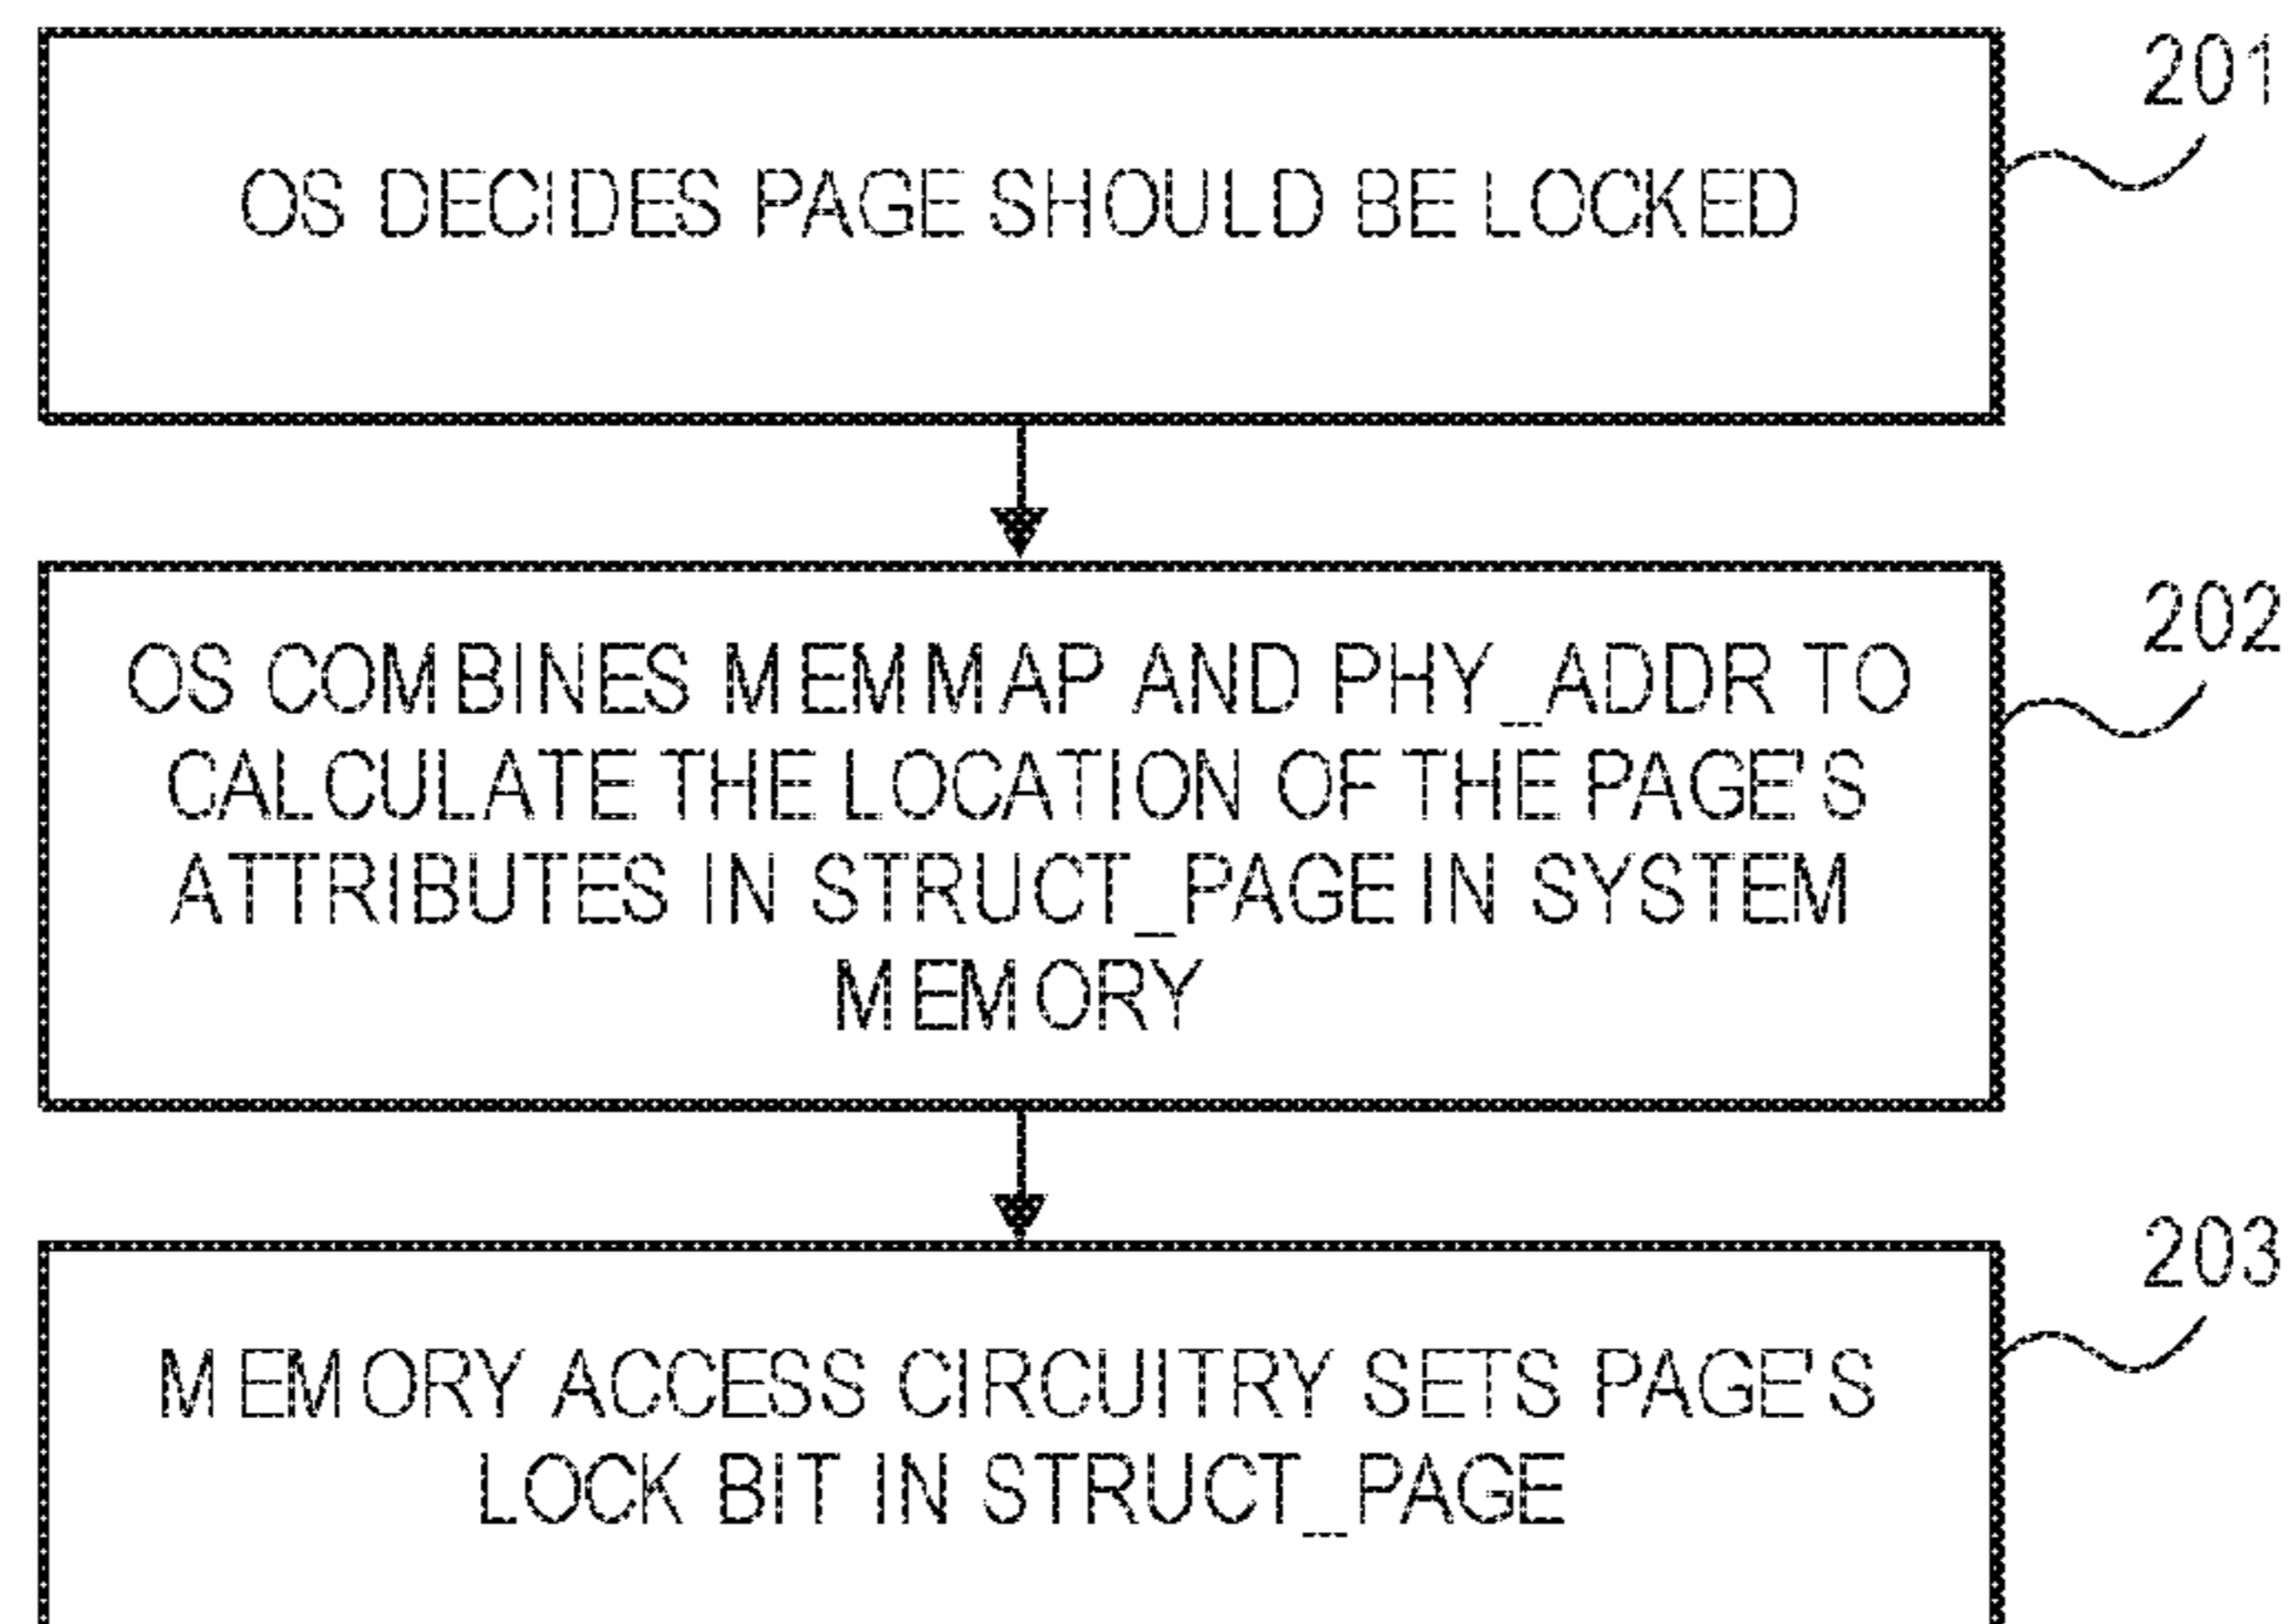 201
OS DECIDES PAGE SHOULD BE LOCKED
202
OS COMBINES MEMMAP AND PHY_ADDR TO
CALCULATE THE LOCATION OF THE PAGE'S
ATTRIBUTES IN STRUCT_PAGE IN SYSTEM
MEMORY
203
MEMORY ACCESS CIRCUITRY SETS PAGE'S
LOCK BIT IN STRUCT_PAGE